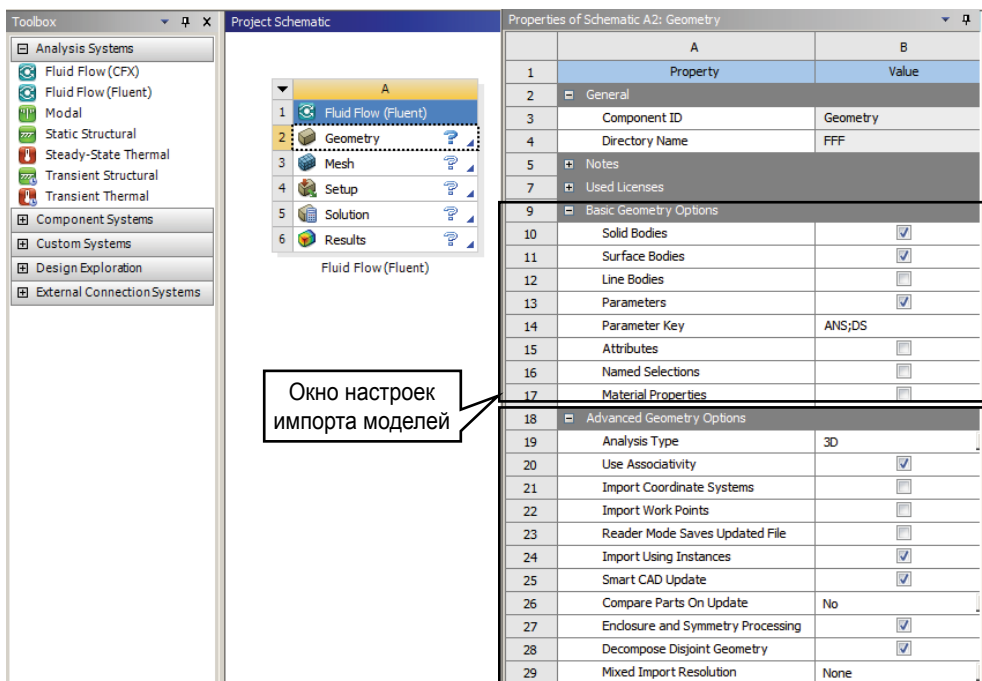 Toolbox
Analysis Systems
Fluid Flow (CFX)
Fluid Flow (Fluent)
Modal
Static Structural
Steady-State Thermal
Transient Structural
Transient Thermal
Component Systems
Custom Systems
Design Exploration
External Connection Systems
Project Schematic
A
1 Fluid Flow (Fluent)
2 Geometry ?
3 Mesh ?
4 Setup ?
5 Solution ?
6 Results ?
Fluid Flow (Fluent)
Окно настроек
импорта моделей
Properties of Schematic A2: Geometry
A B
1 Property Value
2 General
3 Component ID Geometry
4 Directory Name FFF
5 Notes
7 Used Licenses
9 Basic Geometry Options
10 Solid Bodies
11 Surface Bodies
12 Line Bodies
13 Parameters
14 Parameter Key ANS;DS
15 Attributes
16 Named Selections
17 Material Properties
18 Advanced Geometry Options
19 Analysis Type 3D
20 Use Associativity
21 Import Coordinate Systems
22 Import Work Points
23 Reader Mode Saves Updated File
24 Import Using Instances
25 Smart CAD Update
26 Compare Parts On Update No
27 Enclosure and Symmetry Processing
28 Decompose Disjoint Geometry
29 Mixed Import Resolution None